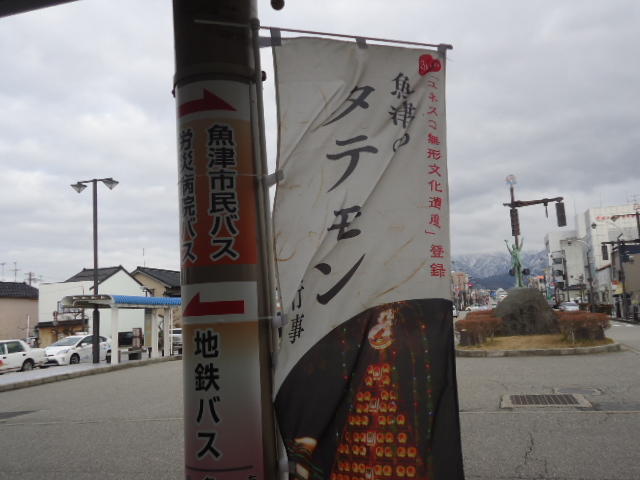 魚津市民バス
労災病院バス
地鉄バス
「ユネスコ無形文化遺産」登録
魚津の
タテモン
行事